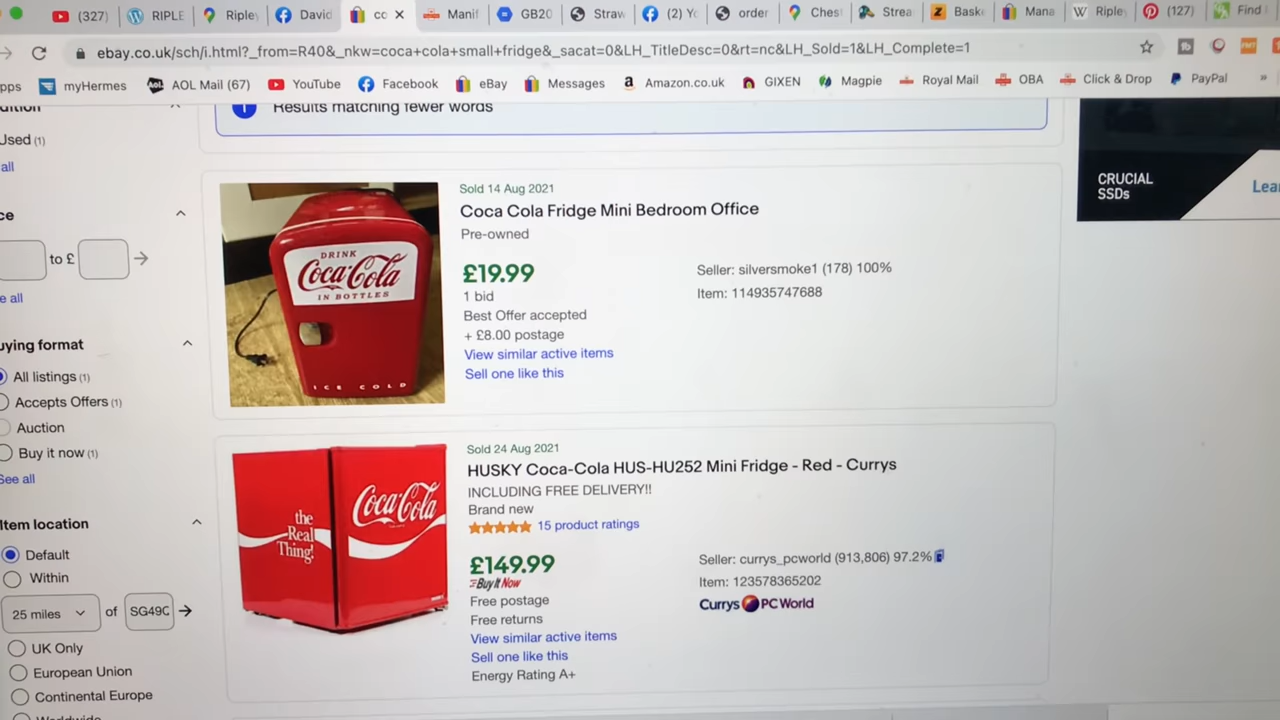 (327)
RIPLE
Ripley
David
co
Manif
GB20
Straw
(2) Yo
order
Chest
Strea
Baske
Mana
Riple
(127)
Find
ebay.co.uk/sch/i.html?_from=R40&_nkw=coca+cola+small+fridge&_sacat=0&LH_TitleDesc=0&rt=nc&LH_Sold=1&LH_Complete=1
pps
myHermes
AOL Mail (67)
YouTube
Facebook
eBay
Messages
Amazon.co.uk
GIXEN
Magpie
Royal Mail
OBA
Click & Drop
PayPal
»
Results matching fewer words
Used (1)
all
ce
to £
e all
uying format
All listings (1)
Accepts Offers (1)
Auction
Buy it now (1)
See all
Item location
Default
Within
25 miles
of
SG49C
UK Only
European Union
Continental Europe
Worldwide
DRINK
Coca-Cola
IN BOTTLES
ICE COLD
Sold 14 Aug 2021
Coca Cola Fridge Mini Bedroom Office
Pre-owned
£19.99
1 bid
Best Offer accepted
+ £8.00 postage
View similar active items
Sell one like this
Seller: silversmoke1 (178) 100%
Item: 114935747688
the
Real
Thing!
Coca-Cola
Sold 24 Aug 2021
HUSKY Coca-Cola HUS-HU252 Mini Fridge - Red - Currys
INCLUDING FREE DELIVERY!!
Brand new
15 product ratings
£149.99
Buy It Now
Free postage
Free returns
View similar active items
Sell one like this
Energy Rating A+
Seller: currys_pcworld (913,806) 97.2%
Item: 123578365202
Currys PC World
CRUCIAL
SSDs
Lea